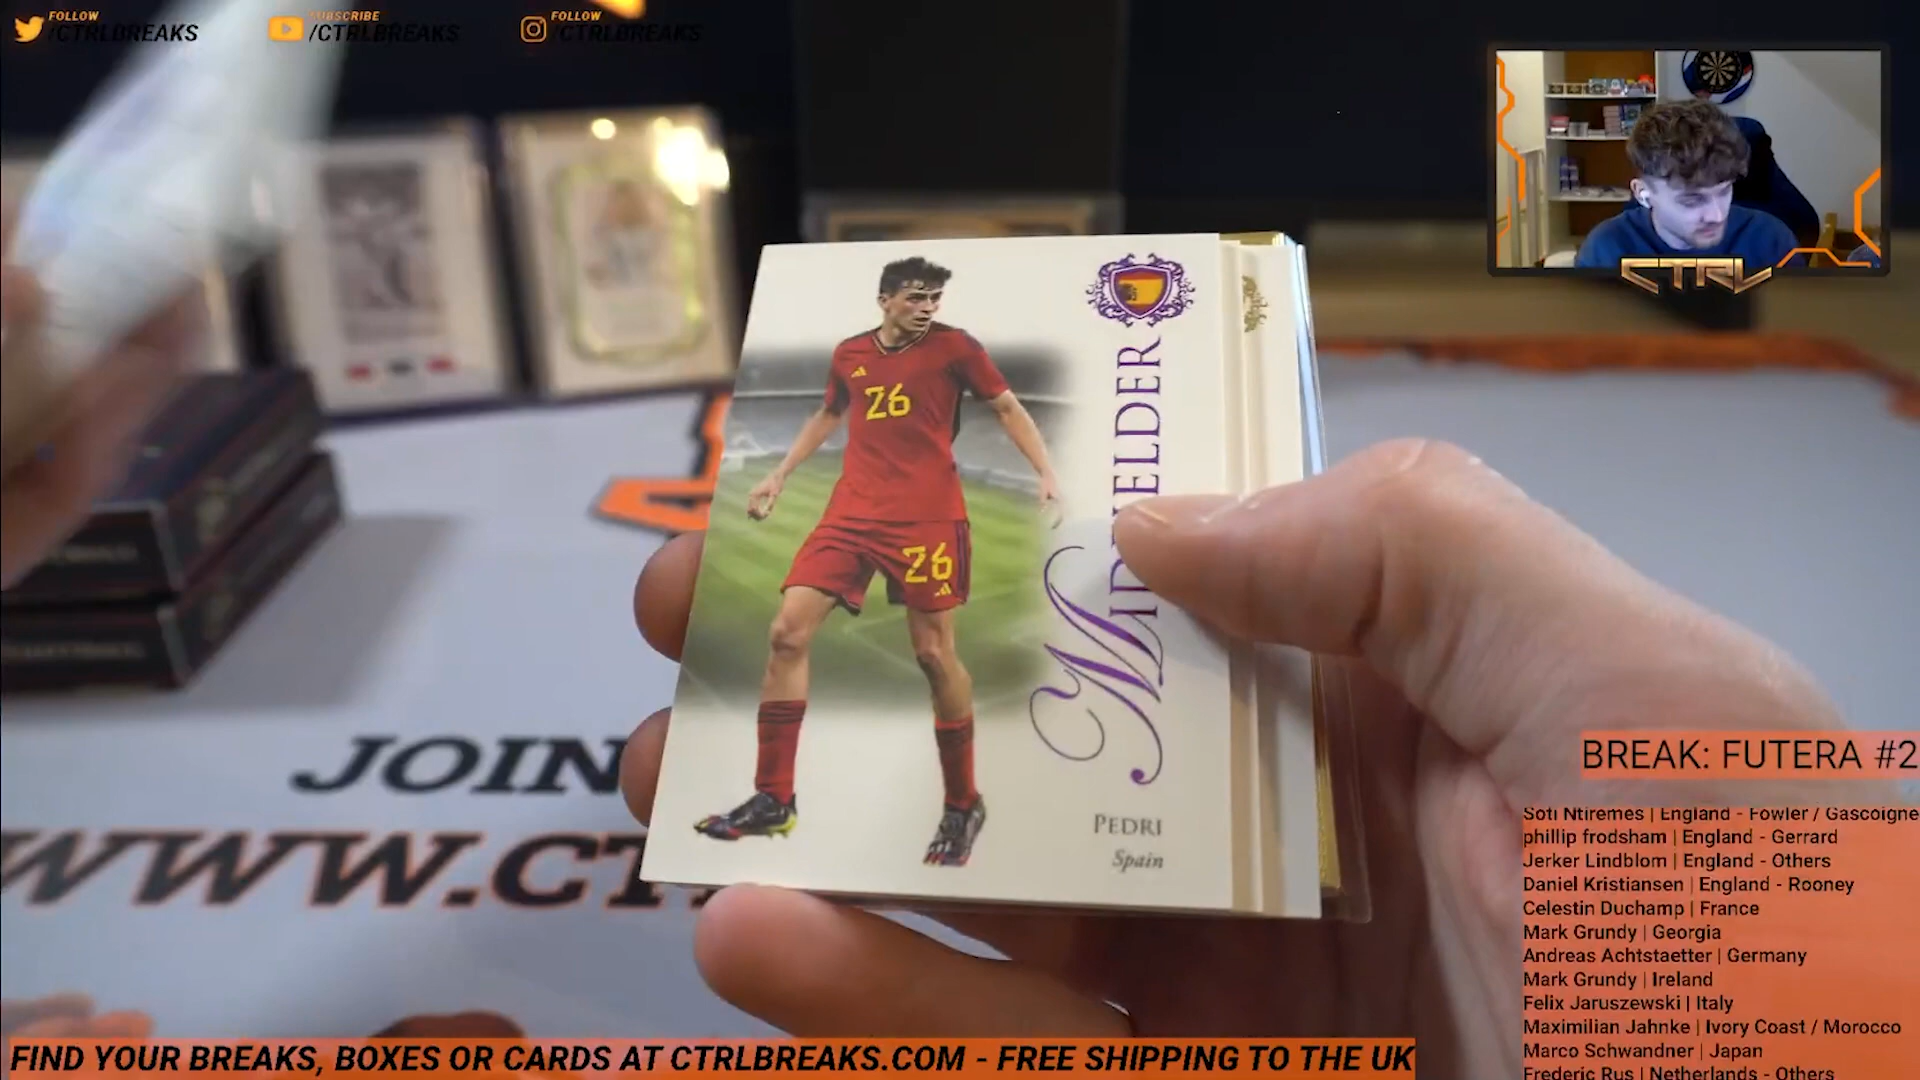 FOLLOW
/CTRLBREAKS
SUBSCRIBE
/CTRLBREAKS
FOLLOW
/CTRLBREAKS
CTRL
26
26
MIDFIELDER
PEDRI
Spain
JOIN
WWW.CT
BREAK: FUTERA #2
Soti Ntiremes | England - Fowler / Gascoigne
phillip frodsham | England - Gerrard
Jerker Lindblom | England - Others
Daniel Kristiansen | England - Rooney
Celestin Duchamp | France
Mark Grundy | Georgia
Andreas Achtstaetter | Germany
Mark Grundy | Ireland
Felix Jaruszewski | Italy
Maximilian Jahnke | Ivory Coast / Morocco
Marco Schwandner | Japan
Frederic Rus | Netherlands - Others
FIND YOUR BREAKS, BOXES OR CARDS AT CTRLBREAKS.COM - FREE SHIPPING TO THE UK